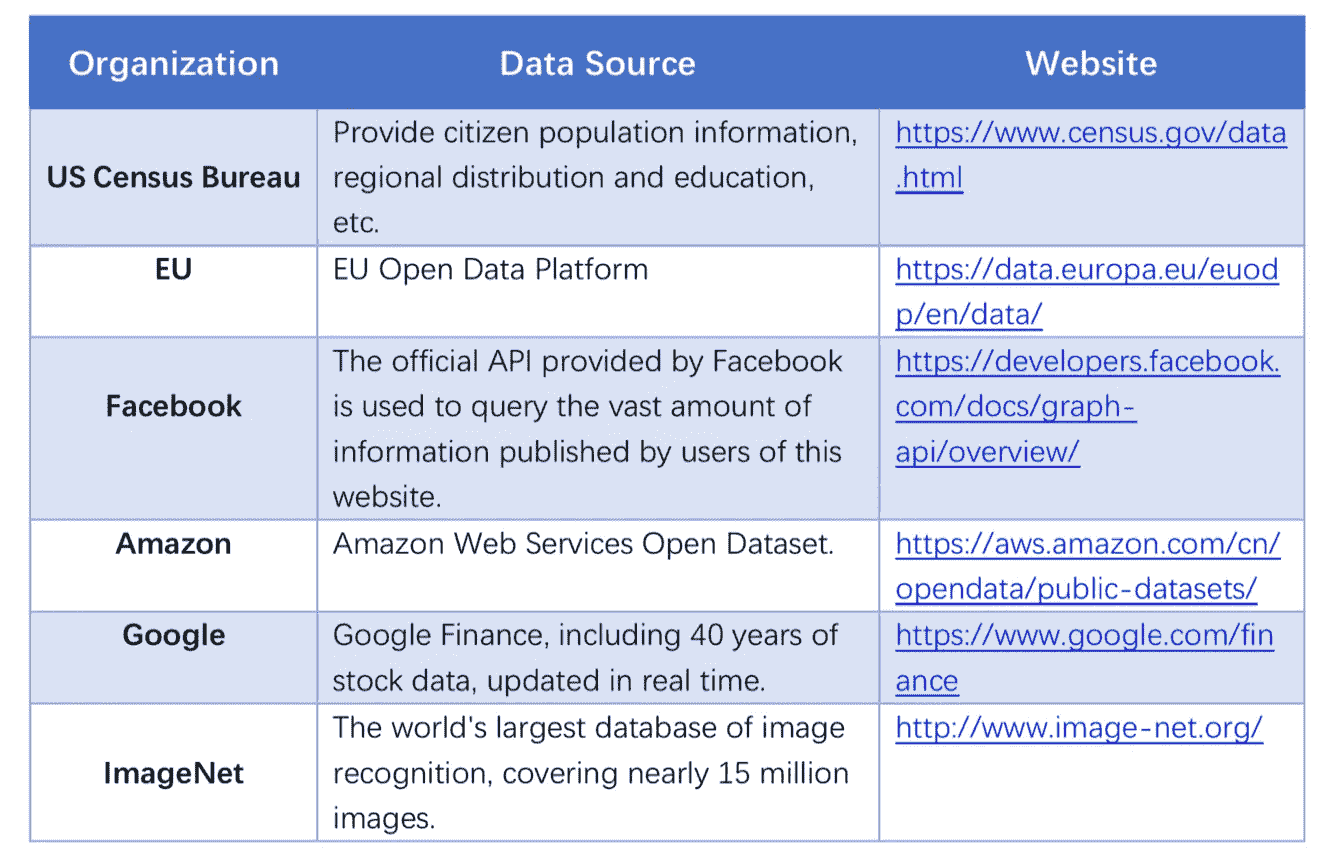 Organization Data Source Website
US Census Bureau
Provide citizen population information,
regional distribution and education,
etc.
https://www.census.gov/data
.html
EU
EU Open Data Platform
https://data.europa.eu/euod
p/en/data/
Facebook
The official API provided by Facebook
is used to query the vast amount of
information published by users of this
website.
https://developers.facebook.
com/docs/graph-
api/overview/
Amazon
Amazon Web Services Open Dataset.
https://aws.amazon.com/cn/
opendata/public-datasets/
Google
Google Finance, including 40 years of
stock data, updated in real time.
https://www.google.com/fin
ance
ImageNet
The world's largest database of image
recognition, covering nearly 15 million
images.
http://www.image-net.org/